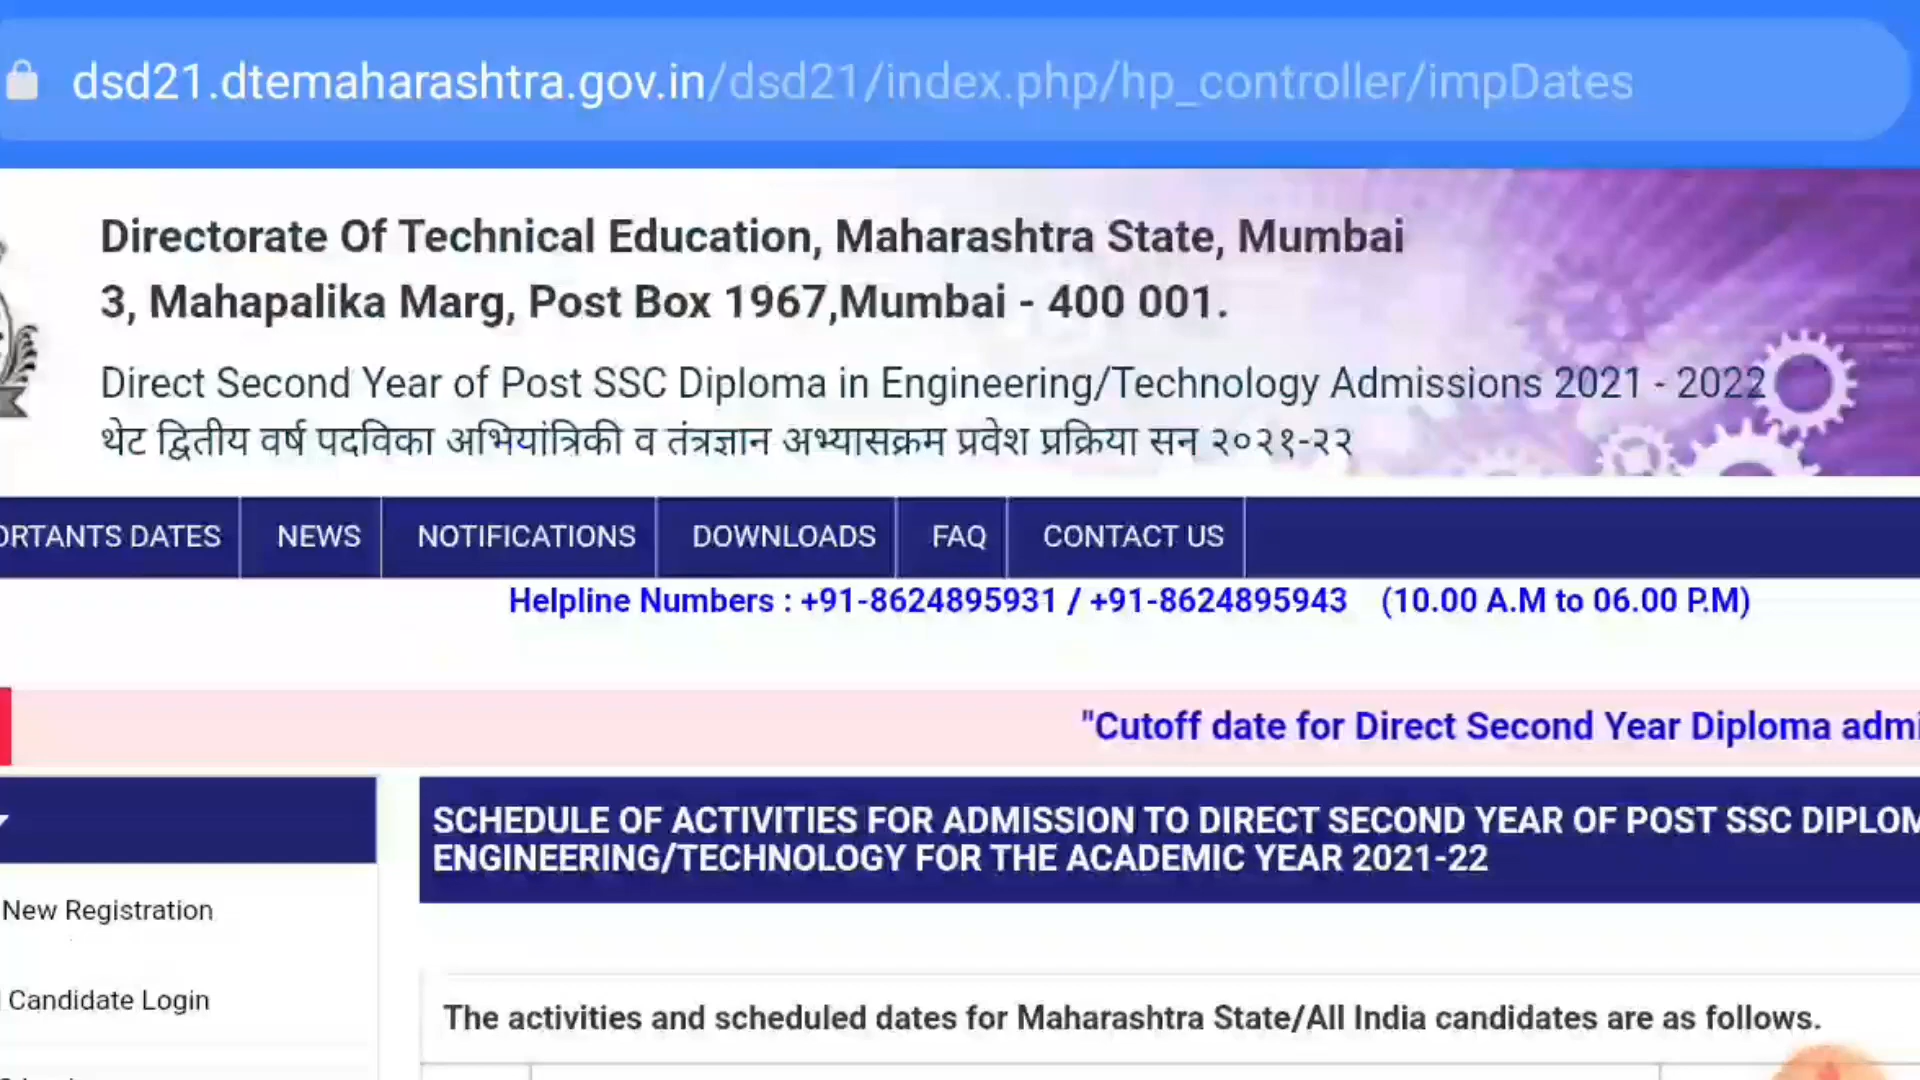 dsd21.dtemaharashtra.gov.in/dsd21/index.php/hp_controller/impDates
Directorate Of Technical Education, Maharashtra State, Mumbai
3, Mahapalika Marg, Post Box 1967,Mumbai - 400 001.
Direct Second Year of Post SSC Diploma in Engineering/Technology Admissions 2021 - 2022
थेट द्वितीय वर्ष पदविका अभियांत्रिकी व तंत्रज्ञान अभ्यासक्रम प्रवेश प्रक्रिया सन २०२१-२२
ORTANTS DATES NEWS NOTIFICATIONS DOWNLOADS FAQ CONTACT US
Helpline Numbers : +91-8624895931 / +91-8624895943 (10.00 A.M to 06.00 P.M)
"Cutoff date for Direct Second Year Diploma admi
SCHEDULE OF ACTIVITIES FOR ADMISSION TO DIRECT SECOND YEAR OF POST SSC DIPLOM
ENGINEERING/TECHNOLOGY FOR THE ACADEMIC YEAR 2021-22
New Registration
Candidate Login
The activities and scheduled dates for Maharashtra State/All India candidates are as follows.